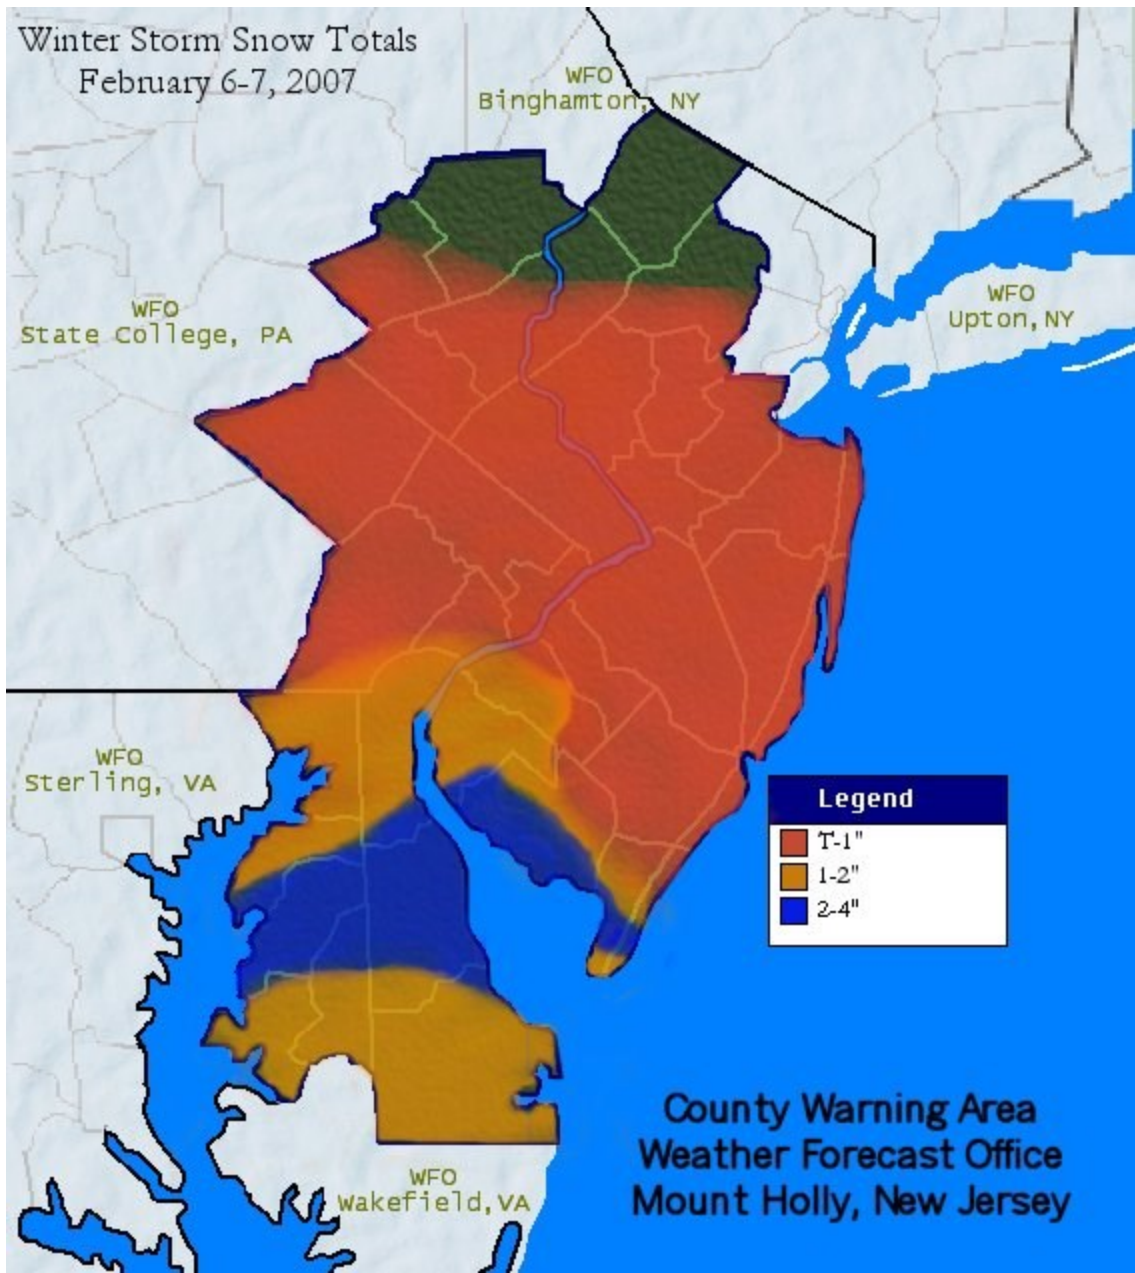 Winter Storm Snow Totals
February 6-7, 2007
WFO
Binghamton, NY
WFO
State College, PA
WFO
Upton, NY
WFO
Sterling, VA
Legend
T-1"
1-2"
2-4"
County Warning Area
Weather Forecast Office
Mount Holly, New Jersey
WFO
Wakefield, VA